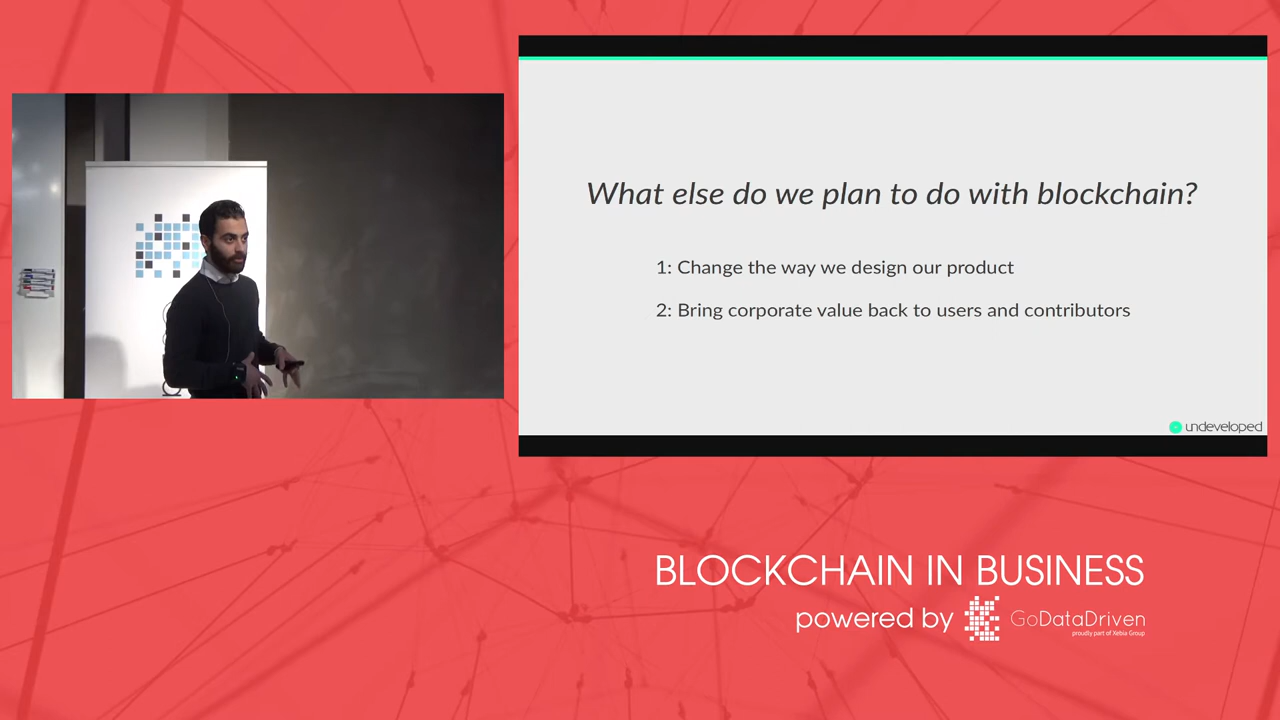 What else do we plan to do with blockchain?
1: Change the way we design our product
2: Bring corporate value back to users and contributors
undeveloped
BLOCKCHAIN IN BUSINESS
powered by GoDataDriven
proudly part of Xebia Group